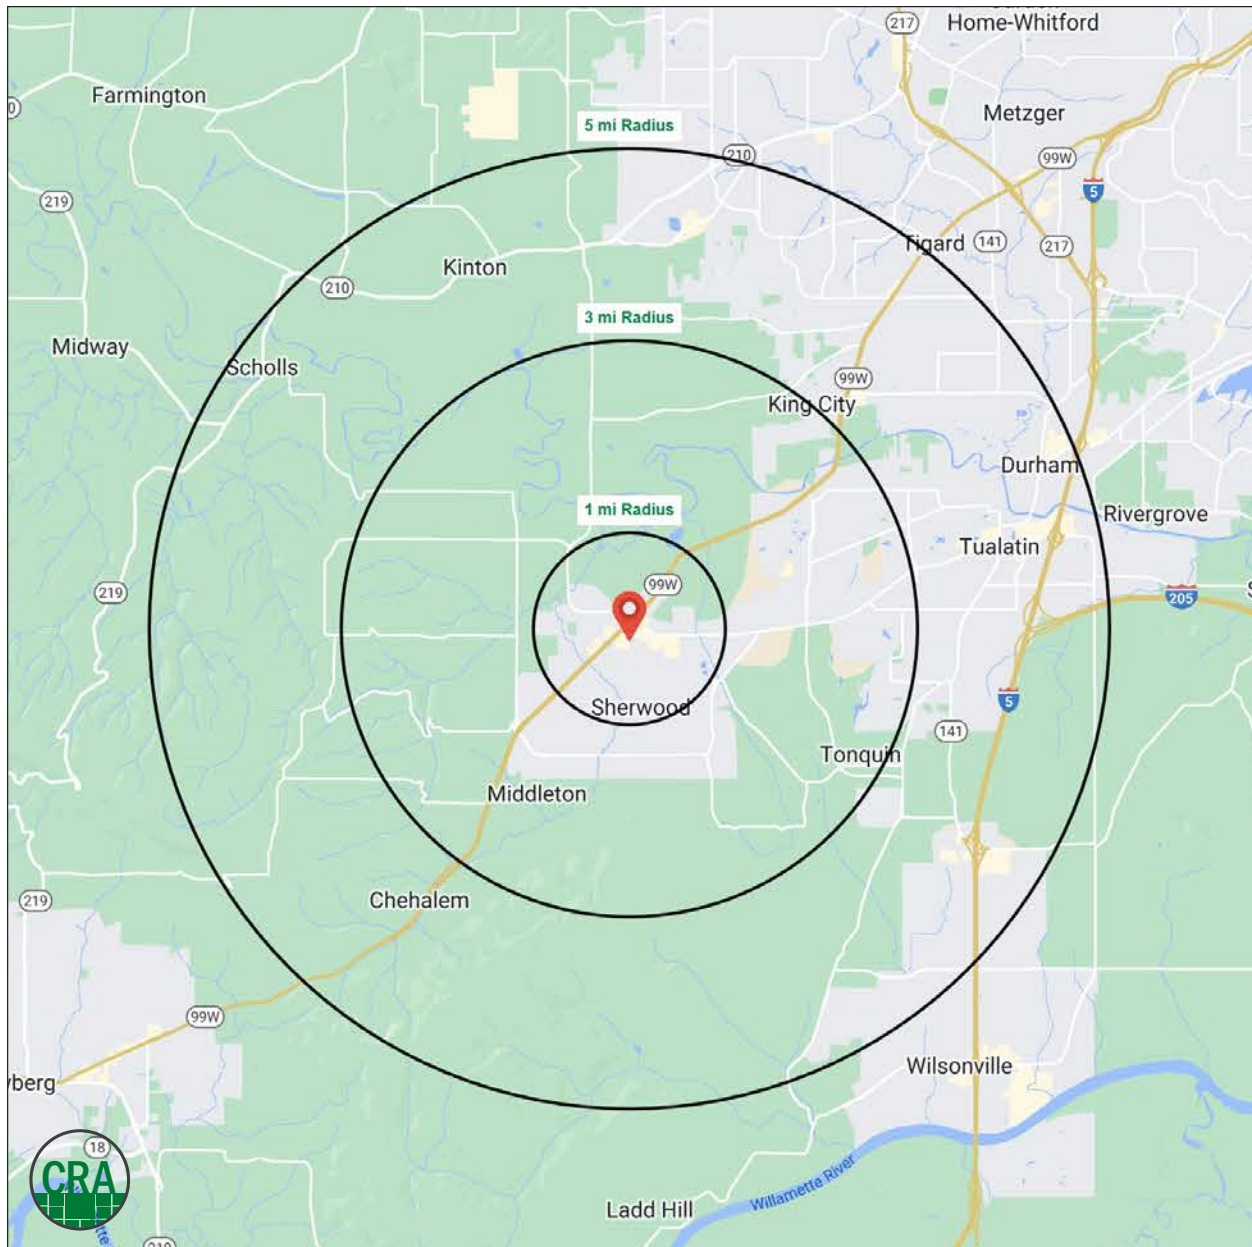 217
Home-Whitford
Farmington
Metzger
5 mi Radius
99W
210
5
219
Tigard
141
217
Kinton
210
3 mi Radius
Midway
Scholls
99W
King City
Durham
1 mi Radius
Rivergrove
Tualatin
99W
219
205
Sherwood
5
141
Tonquin
Middleton
Chehalem
219
99W
Wilsonville
yberg
18
CRA
Willamette River
Ladd Hill